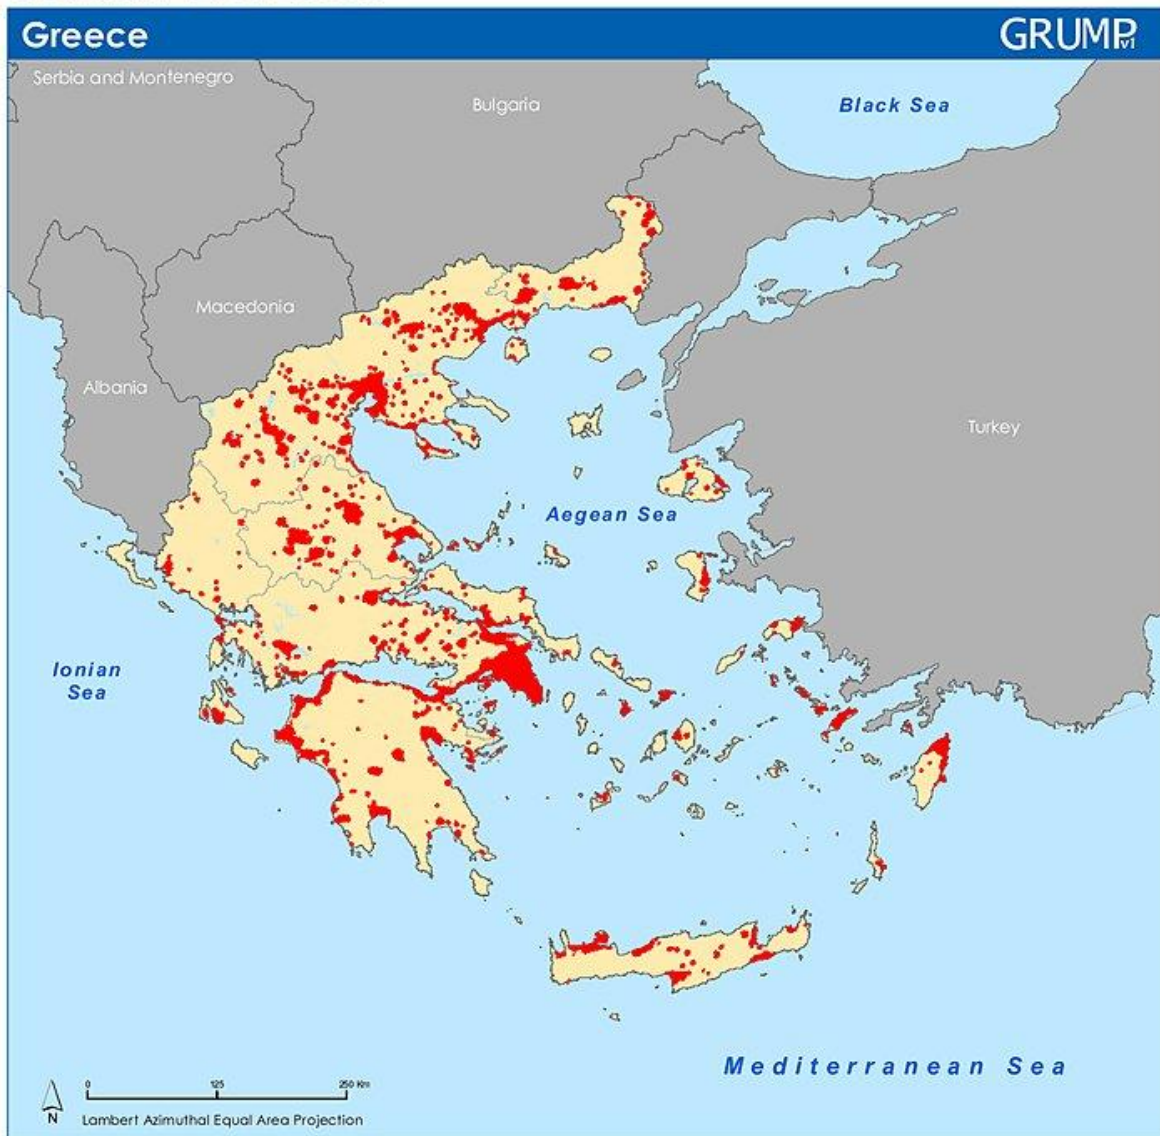 Greece
GRUMP v1
Serbia and Montenegro
Bulgaria
Black Sea
Macedonia
Albania
Turkey
Aegean Sea
Ionian
Sea
Mediterranean Sea
0 125 250 Km
N
Lambert Azimuthal Equal Area Projection